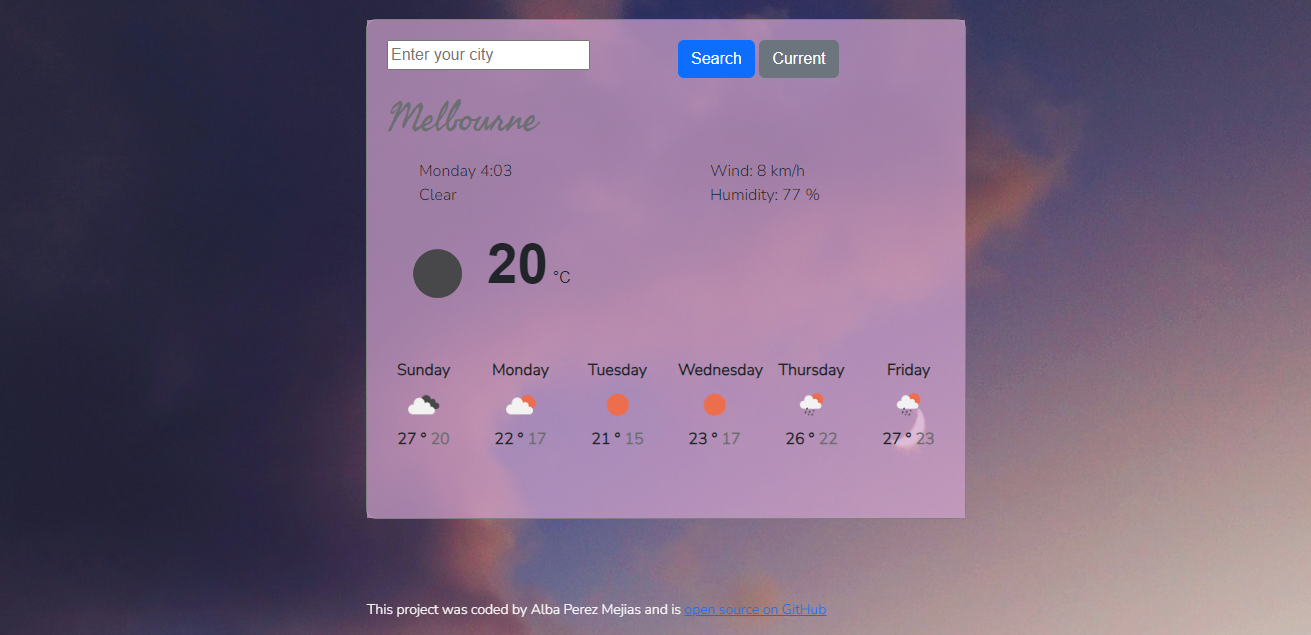 Enter your city
Search Current
Melbourne
Monday 4:03
Clear
Wind: 8 km/h
Humidity: 77 %
20 °C
Sunday Monday Tuesday Wednesday Thursday Friday
27 ° 20 22 ° 17 21 ° 15 23 ° 17 26 ° 22 27 ° 23
This project was coded by Alba Perez Mejias and is open source on GitHub